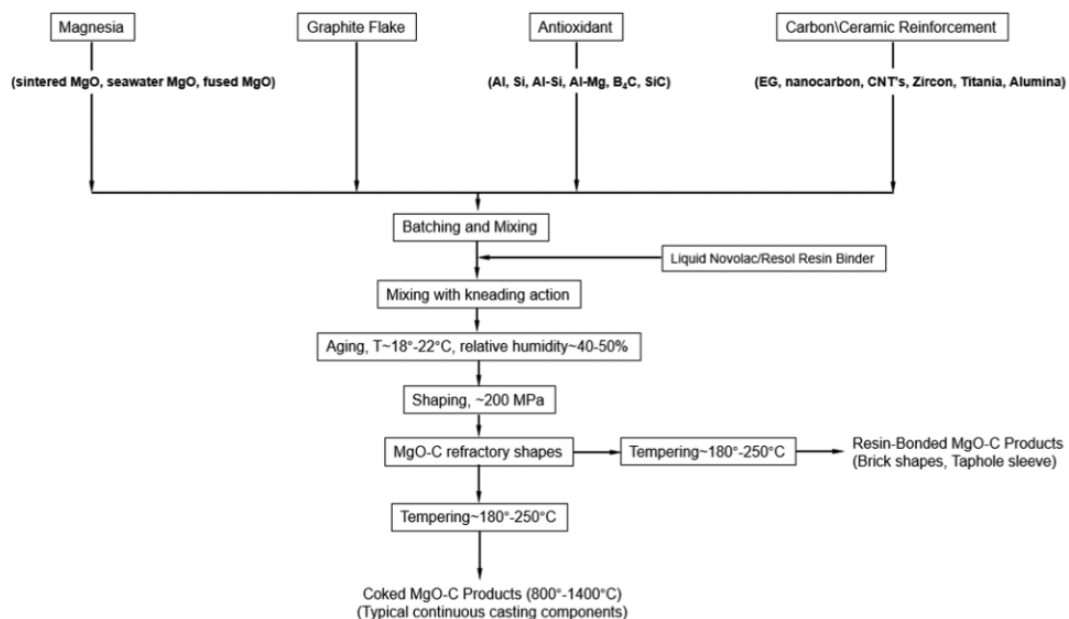 Magnesia
Graphite Flake
Antioxidant
Carbon\Ceramic Reinforcement
(sintered MgO, seawater MgO, fused MgO)
(Al, Si, Al-Si, Al-Mg, B₄C, SiC)
(EG, nanocarbon, CNT's, Zircon, Titania, Alumina)
Batching and Mixing
Liquid Novolac/Resol Resin Binder
Mixing with kneading action
Aging, T~18°-22°C, relative humidity~40-50%
Shaping, ~200 MPa
MgO-C refractory shapes
Tempering~180°-250°C
Resin-Bonded MgO-C Products
(Brick shapes, Taphole sleeve)
Tempering~180°-250°C
Coked MgO-C Products (800°-1400°C)
(Typical continuous casting components)